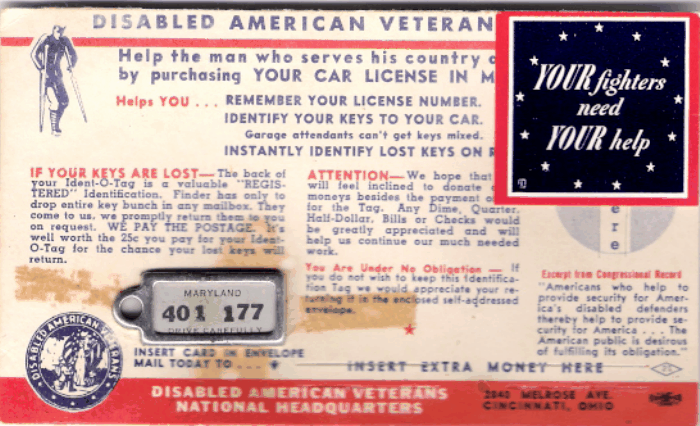 DISABLED AMERICAN VETERAN
Help the man who serves his country
by purchasing YOUR CAR LICENSE IN M
Helps YOU . . . REMEMBER YOUR LICENSE NUMBER.
IDENTIFY YOUR KEYS TO YOUR CAR.
Garage attendants can't get keys mixed.
INSTANTLY IDENTIFY LOST KEYS ON R
YOUR fighters
need
YOUR help
IF YOUR KEYS ARE LOST—The back of
your Ident-O-Tag is a valuable "REGIS-
TERED" Identification. Finder has only to
drop entire key bunch in any mailbox. They
come to us, we promptly return them to you
on request. WE PAY THE POSTAGE. It's
well worth the 25c you pay for your Ident-
O-Tag for the chance your lost keys will
return.
ATTENTION—We hope that
will feel inclined to donate
moneys besides the payment
for the Tag. Any Dime, Quarter,
Half-Dollar, Bills or Checks would
be greatly appreciated and will
help us continue our much needed
work.
You Are Under No Obligation — If
you do not wish to keep this Identifica-
tion Tag we would appreciate your re-
turning it in the enclosed self-addressed
envelope.
e
r
e
Excerpt from Congressional Record
"Americans who help to
provide security for Amer-
ica's disabled defenders
thereby help to provide se-
curity for America . . . The
American public is desirous
of fulfilling its obligation."
MARYLAND
401 177
DRIVE CAREFULLY
DISABLED AMERICAN VETERANS
INSERT CARD IN ENVELOPE
MAIL TODAY TO . . .
INSERT EXTRA MONEY HERE
DISABLED AMERICAN VETERANS
NATIONAL HEADQUARTERS
2840 MELROSE AVE.
CINCINNATI, OHIO